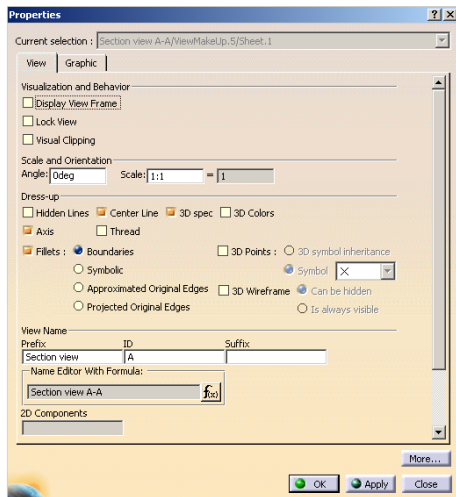 Properties
Current selection : Section view A-A/ViewMakeUp.5/Sheet.1
View Graphic
Visualization and Behavior
Display View Frame
Lock View
Visual Clipping
Scale and Orientation
Angle: 0deg Scale: 1:1 = 1
Dress-up
Hidden Lines Center Line 3D spec 3D Colors
Axis Thread
Fillets : Boundaries 3D Points : 3D symbol inheritance
Symbolic Symbol
Approximated Original Edges 3D Wireframe Can be hidden
Projected Original Edges Is always visible
View Name
Prefix ID Suffix
Section view A
Name Editor With Formula:
Section view A-A f(x)
2D Components
More...
OK Apply Close